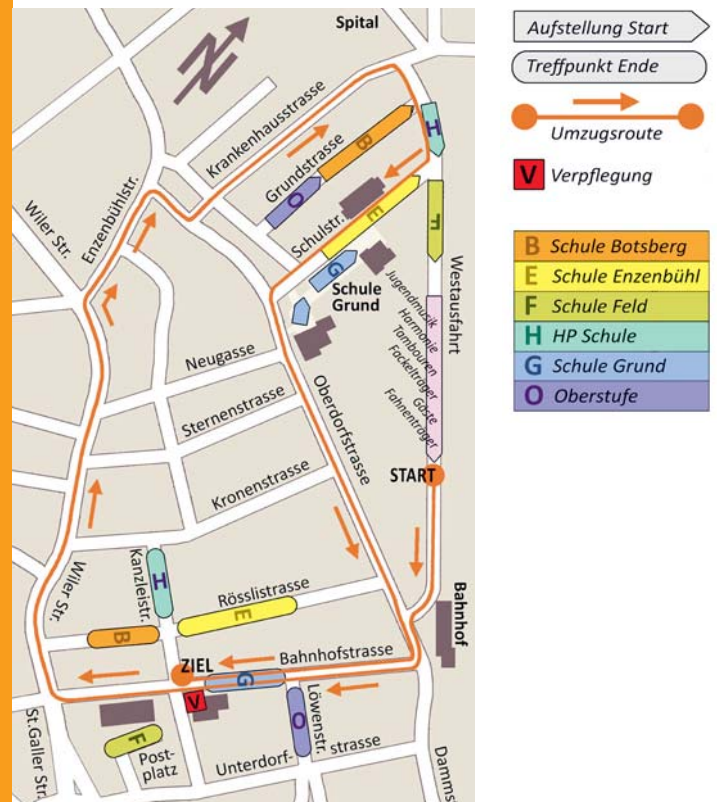 Spital
Krankenhausstrasse
H
B
Grundstrasse
O
Enzenbühlstr.
Wiler Str.
Schulstr.
E
F
G
Schule
Grund
Westausfahrt
Jugendmusik
Harmonie
Tambouren
Fackelträger
Gäste
Fahnenträger
Neugasse
Sternenstrasse
Oberdorfstrasse
START
Kronenstrasse
Wiler Str.
Kanzleistr.
H
Rösslistrasse
E
B
Bahnhof
ZIEL
Bahnhofstrasse
G
V
Löwenstr.
O
St.Galler Str.
F
Post-
platz
Unterdorf-
strasse
Damms
Aufstellung Start
Treffpunkt Ende
Umzugsroute
V Verpflegung
B Schule Botsberg
E Schule Enzenbühl
F Schule Feld
H HP Schule
G Schule Grund
O Oberstufe